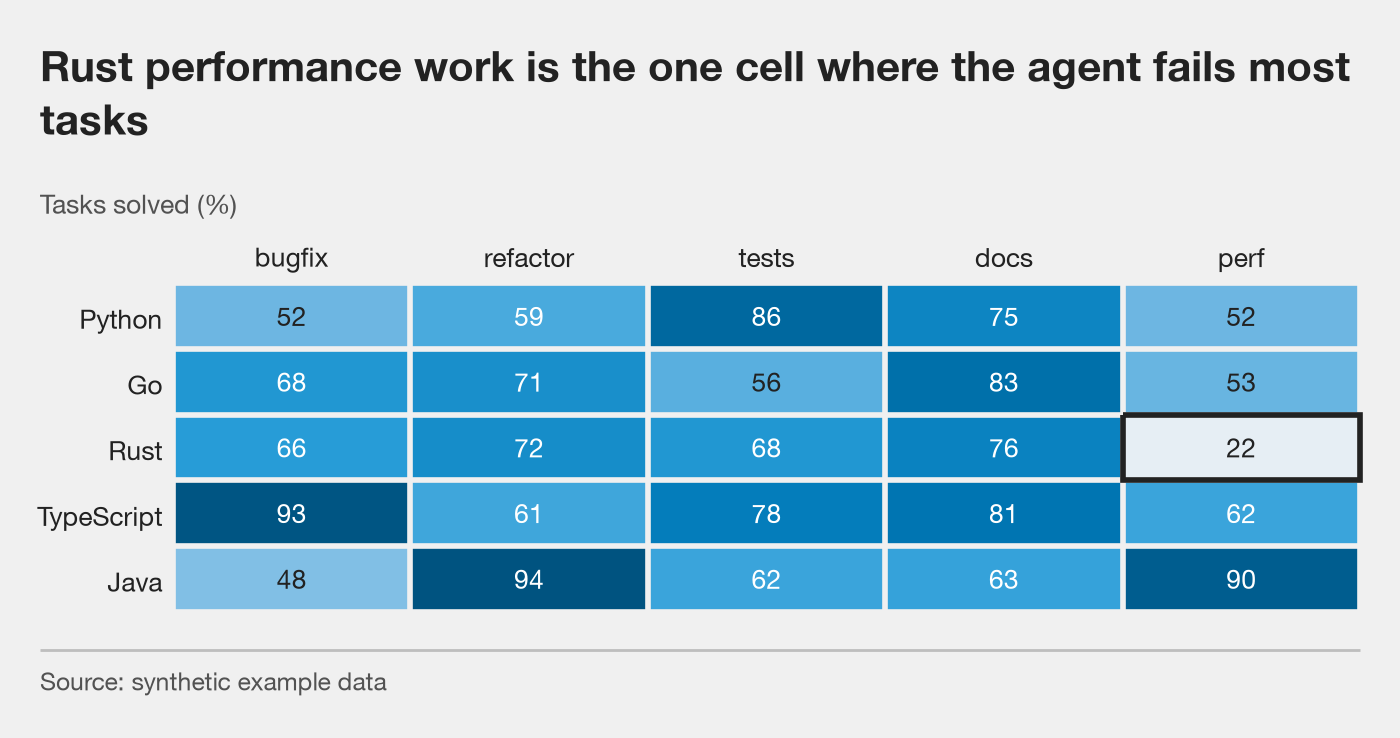 Rust performance work is the one cell where the agent fails most
tasks
Tasks solved (%)
bugfix refactor tests docs perf
Python 52 59 86 75 52
Go 68 71 56 83 53
Rust 66 72 68 76 22
TypeScript 93 61 78 81 62
Java 48 94 62 63 90
Source: synthetic example data